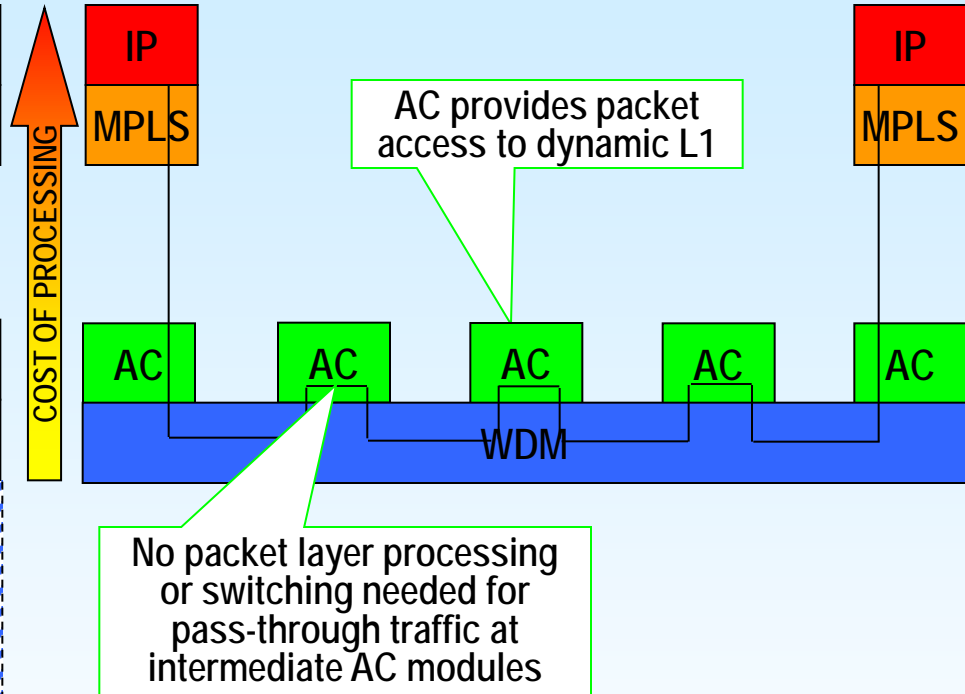 IP
IP
MPLS
MPLS
AC provides packet
access to dynamic L1
COST OF PROCESSING
AC
AC
AC
AC
AC
WDM
No packet layer processing
or switching needed for
pass-through traffic at
intermediate AC modules